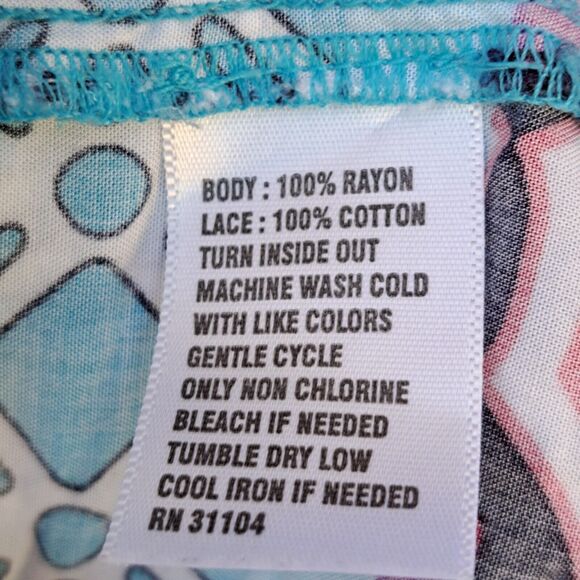 BODY : 100% RAYON
LACE : 100% COTTON
TURN INSIDE OUT
MACHINE WASH COLD
WITH LIKE COLORS
GENTLE CYCLE
ONLY NON CHLORINE
BLEACH IF NEEDED
TUMBLE DRY LOW
COOL IRON IF NEEDED
RN 31104